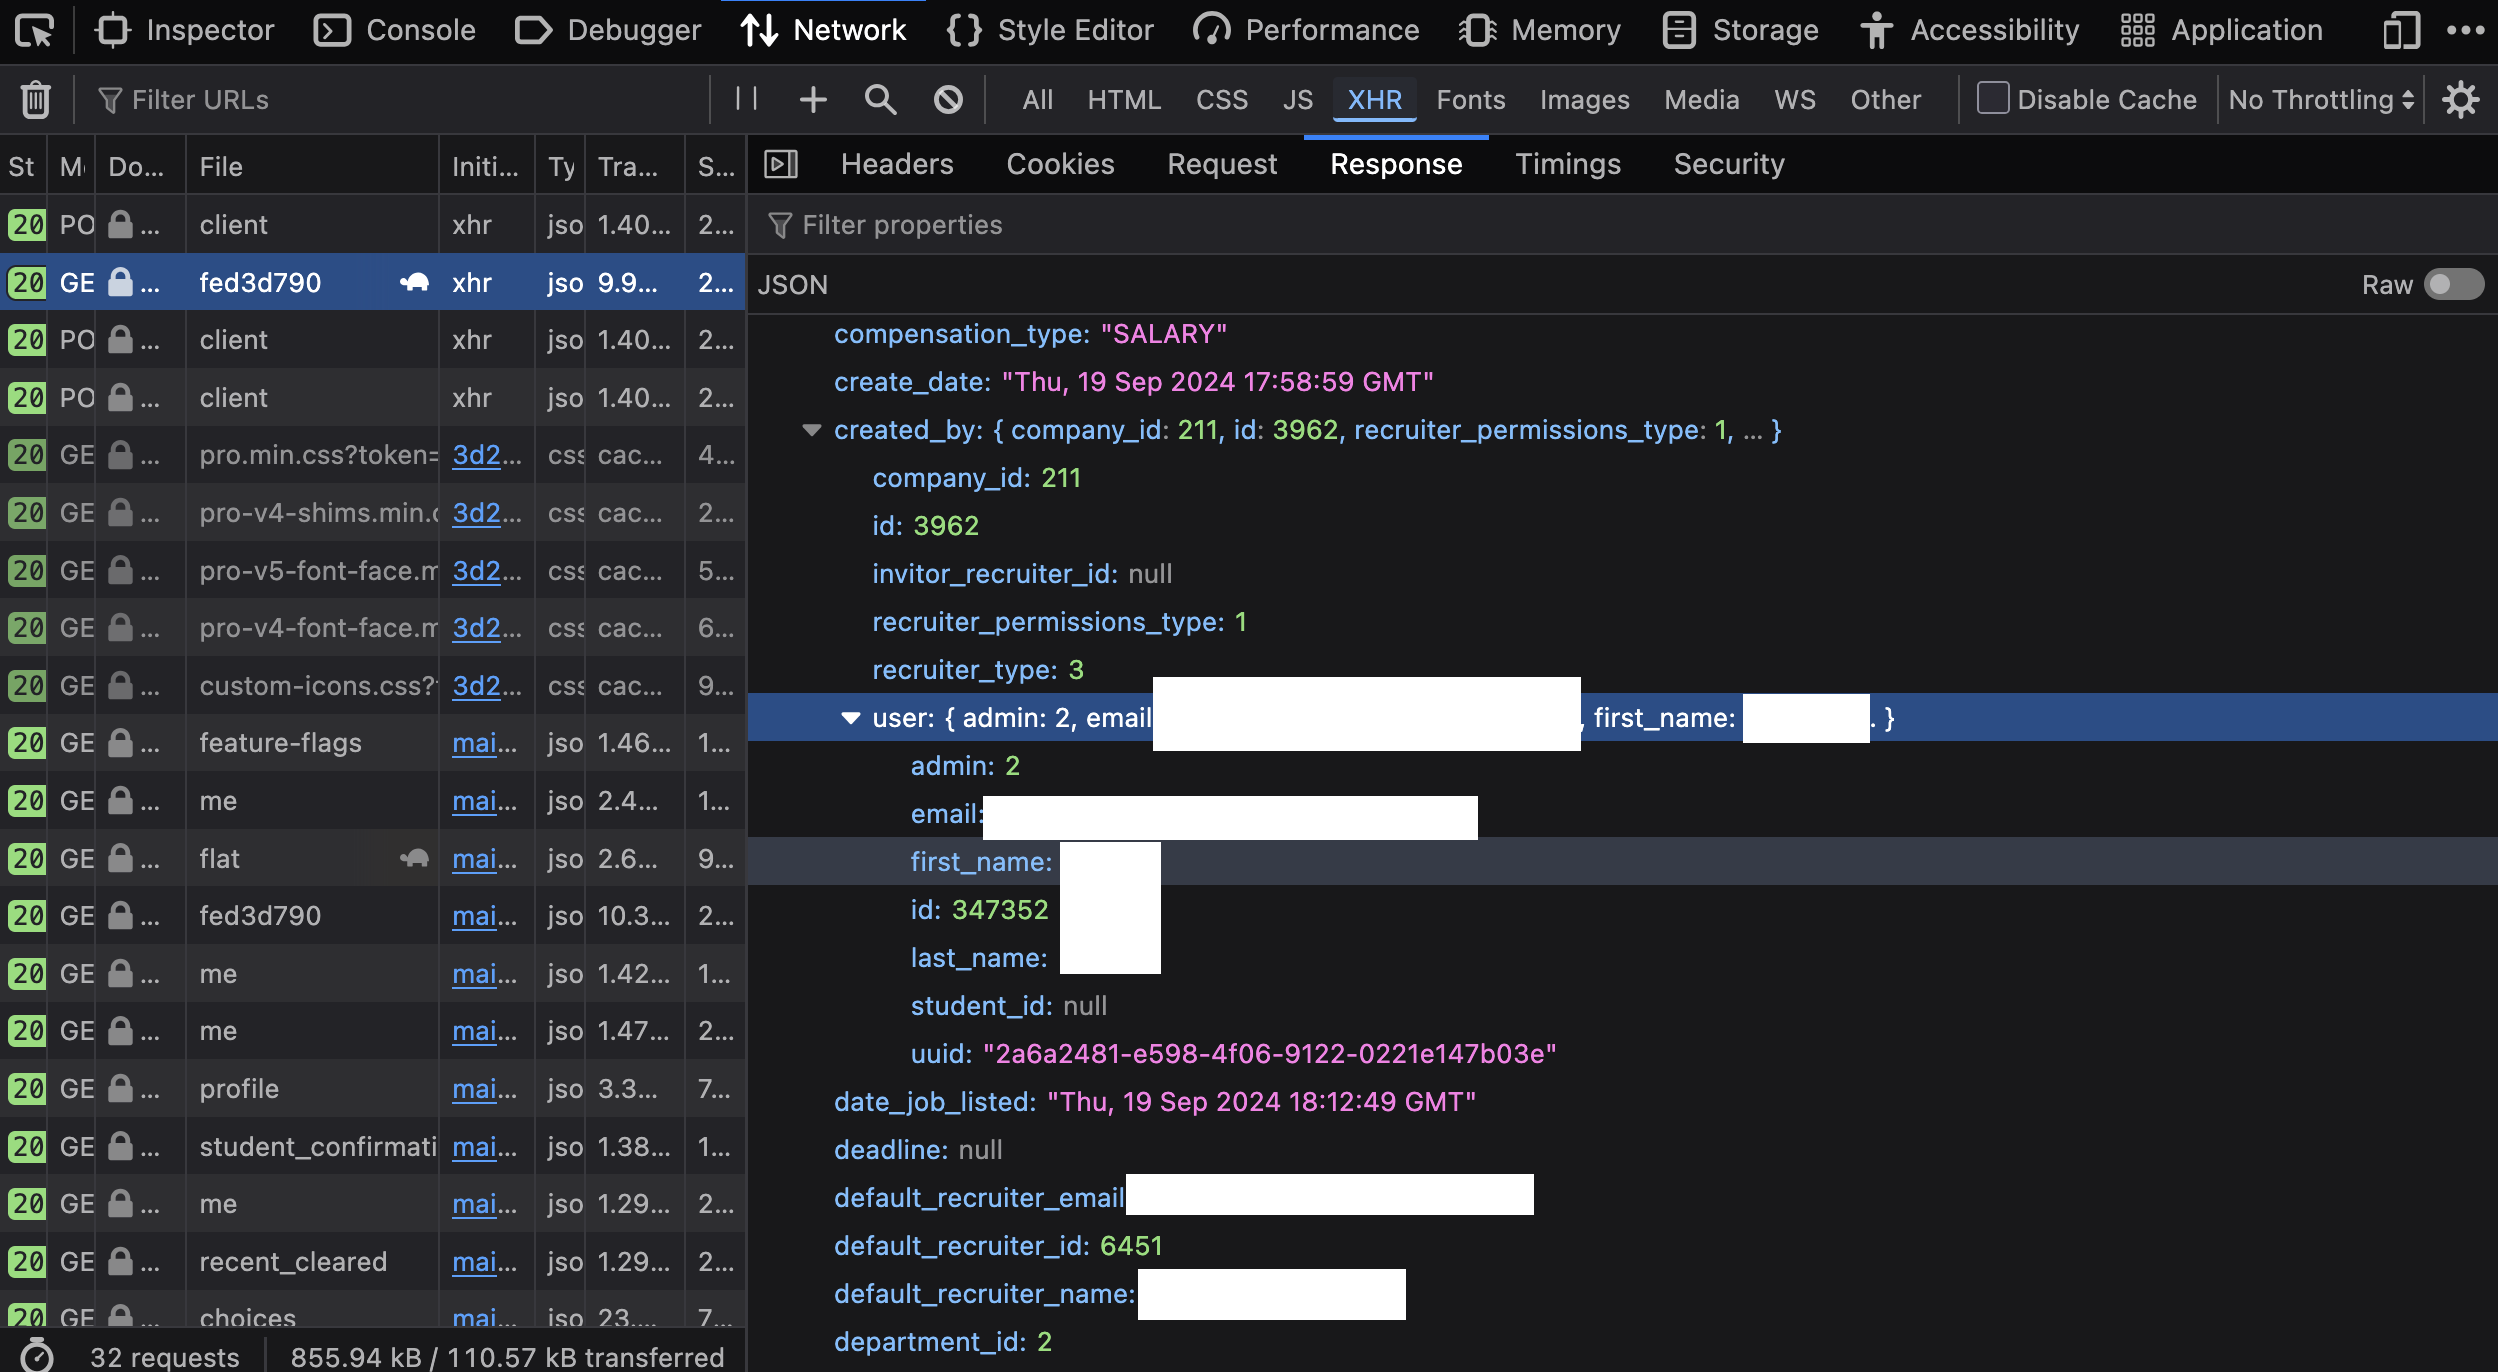 Inspector Console Debugger Network Style Editor Performance Memory Storage Accessibility Application
Filter URLs All HTML CSS JS XHR Fonts Images Media WS Other Disable Cache No Throttling
St Me Do... File Initi... Ty Tra... S...
Headers Cookies Request Response Timings Security
20 PO ... client xhr jso 1.40... 2...
20 GE ... fed3d790 xhr jso 9.9... 2...
20 PO ... client xhr jso 1.40... 2...
20 PO ... client xhr jso 1.40... 2...
20 GE ... pro.min.css?token= 3d2... css cac... 4...
20 GE ... pro-v4-shims.min.c 3d2... css cac... 2...
20 GE ... pro-v5-font-face.m 3d2... css cac... 5...
20 GE ... pro-v4-font-face.m 3d2... css cac... 6...
20 GE ... custom-icons.css? 3d2... css cac... 9...
20 GE ... feature-flags mai... jso 1.46... 1...
20 GE ... me mai... jso 2.4... 1...
20 GE ... flat mai... jso 2.6... 9...
20 GE ... fed3d790 mai... jso 10.3... 2...
20 GE ... me mai... jso 1.42... 1...
20 GE ... me mai... jso 1.47... 2...
20 GE ... profile mai... jso 3.3... 7...
20 GE ... student_confirmati mai... jso 1.38... 1...
20 GE ... me mai... jso 1.29... 2...
20 GE ... recent_cleared mai... jso 1.29... 2...
20 GE ... choices mai... jso 23.... 7...
32 requests 855.94 kB / 110.57 kB transferred
Filter properties
JSON Raw
compensation_type: "SALARY"
create_date: "Thu, 19 Sep 2024 17:58:59 GMT"
created_by: { company_id: 211, id: 3962, recruiter_permissions_type: 1, ... }
company_id: 211
id: 3962
invitor_recruiter_id: null
recruiter_permissions_type: 1
recruiter_type: 3
user: { admin: 2, email , first_name: . }
admin: 2
email:
first_name:
id: 347352
last_name:
student_id: null
uuid: "2a6a2481-e598-4f06-9122-0221e147b03e"
date_job_listed: "Thu, 19 Sep 2024 18:12:49 GMT"
deadline: null
default_recruiter_email
default_recruiter_id: 6451
default_recruiter_name:
department_id: 2